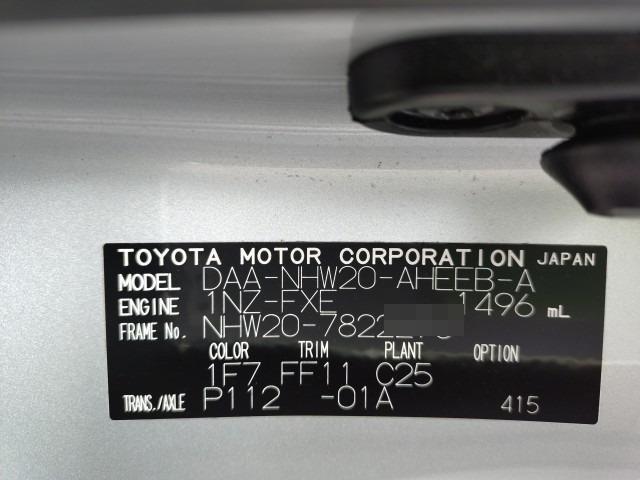 TOYOTA MOTOR CORPORATION JAPAN
MODEL DAA-NHW20-AHEEB-A
ENGINE 1NZ-FXE 1496 mL
FRAME No.
COLOR TRIM PLANT OPTION
1F7 FF11 C25
TRANS./AXLE P112 -01A 415